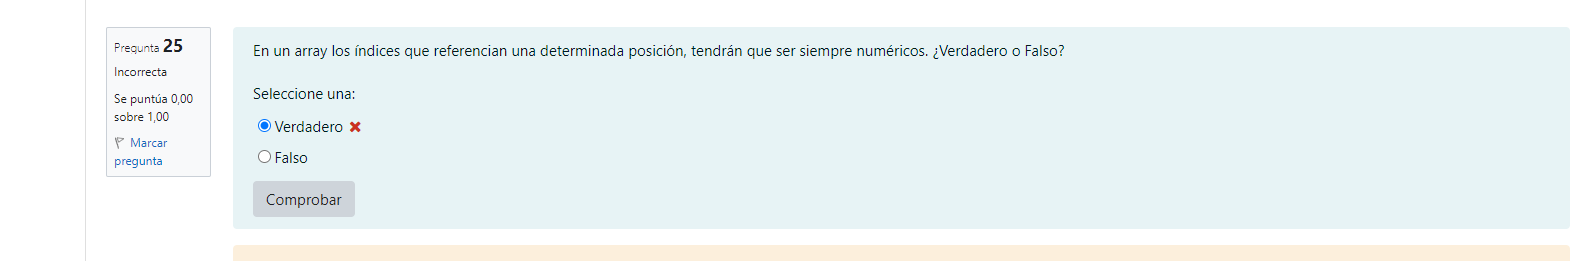 Pregunta 25
Incorrecta
Se puntúa 0,00
sobre 1,00
Marcar
pregunta
En un array los índices que referencian una determinada posición, tendrán que ser siempre numéricos. ¿Verdadero o Falso?
Seleccione una:
Verdadero
Falso
Comprobar